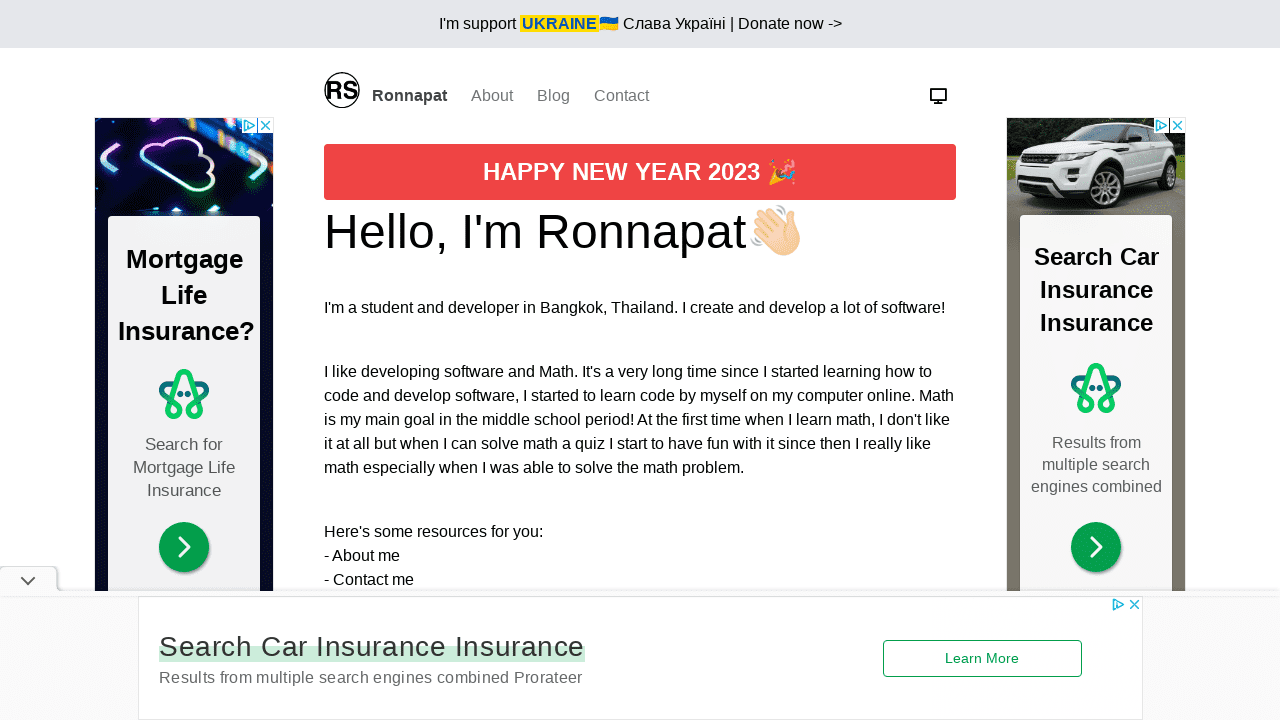 I'm support UKRAINE🇺🇦 Слава Україні | Donate now ->
RS Ronnapat About Blog Contact
HAPPY NEW YEAR 2023 🎉
Hello, I'm Ronnapat👋🏻
I'm a student and developer in Bangkok, Thailand. I create and develop a lot of software!
I like developing software and Math. It's a very long time since I started learning how to
code and develop software, I started to learn code by myself on my computer online. Math
is my main goal in the middle school period! At the first time when I learn math, I don't like
it at all but when I can solve math a quiz I start to have fun with it since then I really like
math especially when I was able to solve the math problem.
Here's some resources for you:
- About me
- Contact me
Mortgage
Life
Insurance?
Search for
Mortgage Life
Insurance
Search Car
Insurance
Insurance
Results from
multiple search
engines combined
Search Car Insurance Insurance
Results from multiple search engines combined Prorateer
Learn More